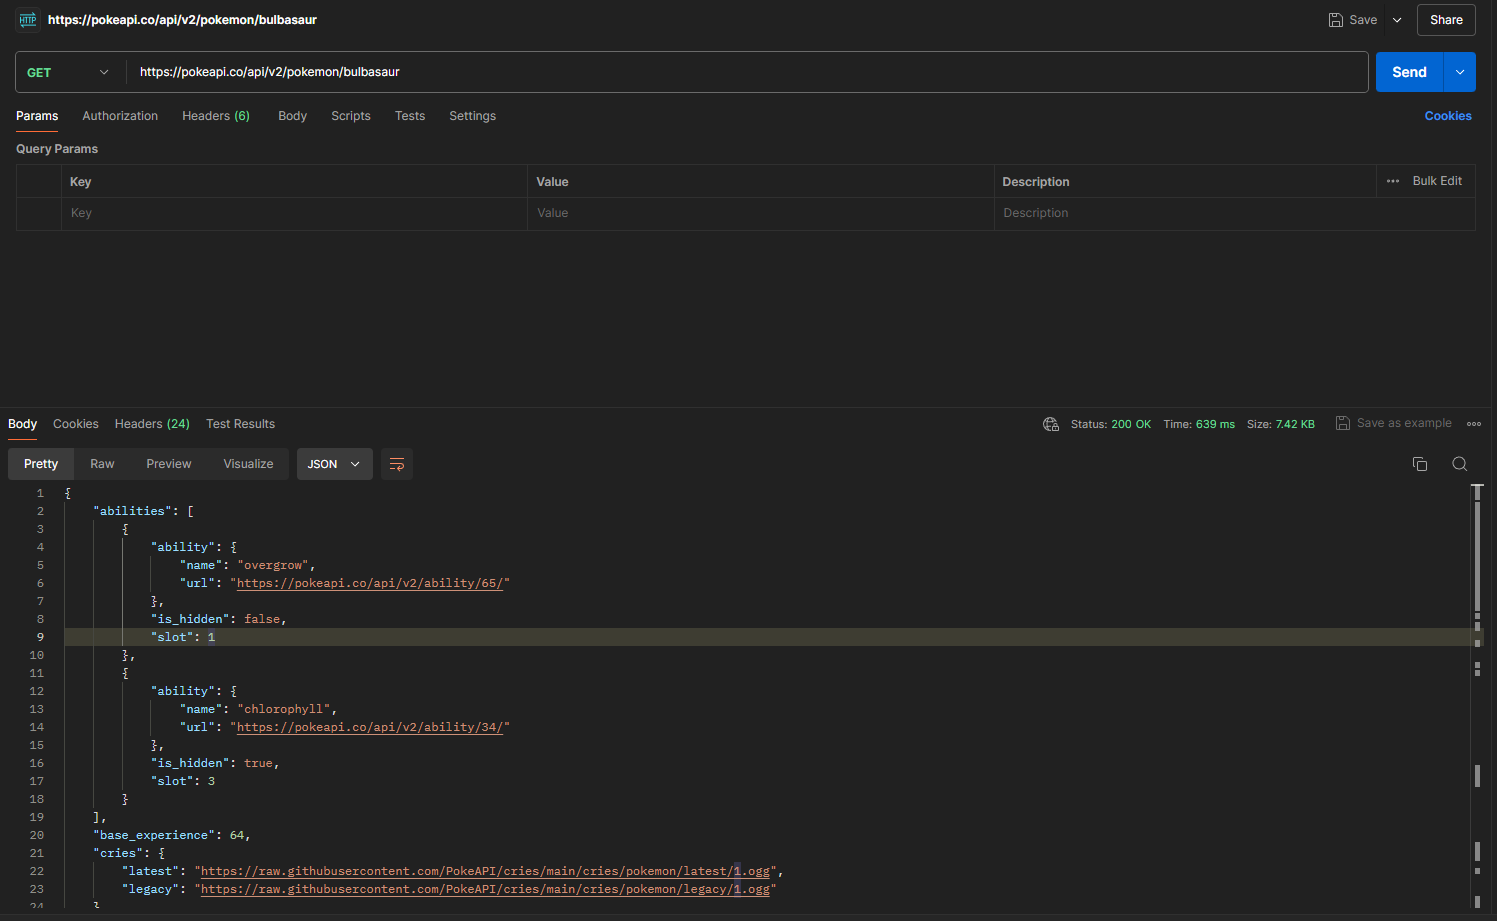 HTTP https://pokeapi.co/api/v2/pokemon/bulbasaur Save Share
GET https://pokeapi.co/api/v2/pokemon/bulbasaur Send
Params Authorization Headers (6) Body Scripts Tests Settings Cookies
Query Params
Key Value Description Bulk Edit
Key Value Description
Body Cookies Headers (24) Test Results Status: 200 OK Time: 639 ms Size: 7.42 KB Save as example
Pretty Raw Preview Visualize JSON
1 {
2 "abilities": [
3 {
4 "ability": {
5 "name": "overgrow",
6 "url": "https://pokeapi.co/api/v2/ability/65/"
7 },
8 "is_hidden": false,
9 "slot": 1
10 },
11 {
12 "ability": {
13 "name": "chlorophyll",
14 "url": "https://pokeapi.co/api/v2/ability/34/"
15 },
16 "is_hidden": true,
17 "slot": 3
18 }
19 ],
20 "base_experience": 64,
21 "cries": {
22 "latest": "https://raw.githubusercontent.com/PokeAPI/cries/main/cries/pokemon/latest/1.ogg",
23 "legacy": "https://raw.githubusercontent.com/PokeAPI/cries/main/cries/pokemon/legacy/1.ogg"
24 }